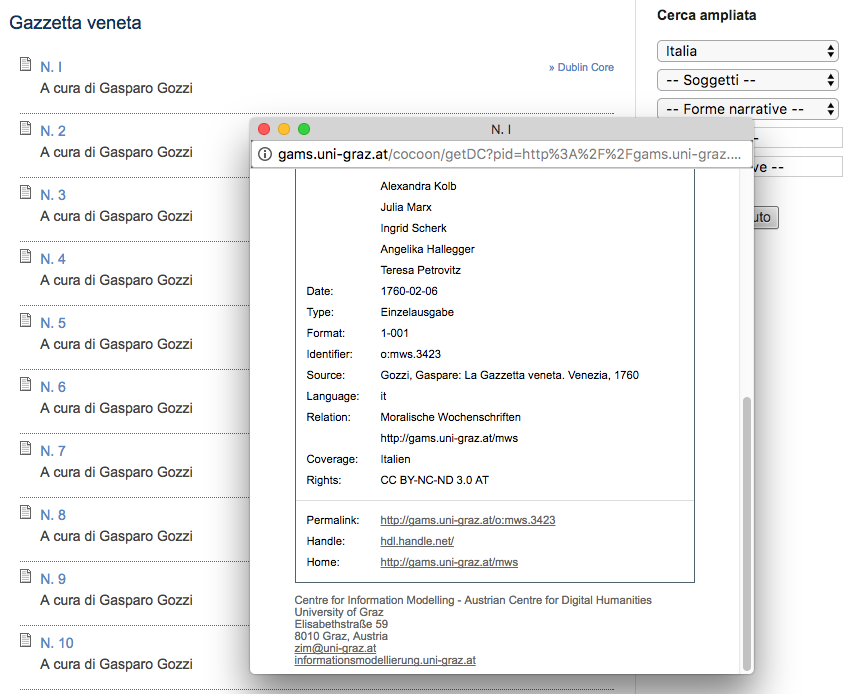 Gazzetta veneta
N. I
» Dublin Core
A cura di Gasparo Gozzi
N. 2
A cura di Gasparo Gozzi
N. 3
A cura di Gasparo Gozzi
N. 4
A cura di Gasparo Gozzi
N. 5
A cura di Gasparo Gozzi
N. 6
A cura di Gasparo Gozzi
N. 7
A cura di Gasparo Gozzi
N. 8
A cura di Gasparo Gozzi
N. 9
A cura di Gasparo Gozzi
N. 10
A cura di Gasparo Gozzi
Cerca ampliata
Italia
-- Soggetti --
-- Forme narrative --
-
ve --
uto
N. I
gams.uni-graz.at/cocoon/getDC?pid=http%3A%2F%2Fgams.uni-graz....
Alexandra Kolb
Julia Marx
Ingrid Scherk
Angelika Hallegger
Teresa Petrovitz
Date: 1760-02-06
Type: Einzelausgabe
Format: 1-001
Identifier: o:mws.3423
Source: Gozzi, Gaspare: La Gazzetta veneta. Venezia, 1760
Language: it
Relation: Moralische Wochenschriften
http://gams.uni-graz.at/mws
Coverage: Italien
Rights: CC BY-NC-ND 3.0 AT
Permalink: http://gams.uni-graz.at/o:mws.3423
Handle: hdl.handle.net/
Home: http://gams.uni-graz.at/mws
Centre for Information Modelling - Austrian Centre for Digital Humanities
University of Graz
Elisabethstraße 59
8010 Graz, Austria
zim@uni-graz.at
informationsmodellierung.uni-graz.at